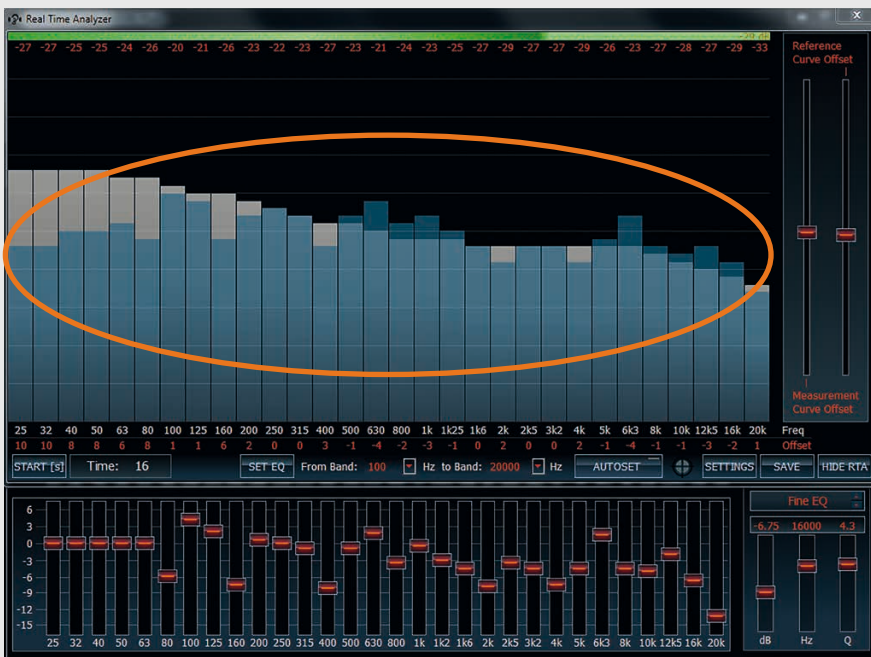 Real Time Analyzer
-29 dB
-27 -27 -25 -25 -24 -26 -20 -21 -26 -23 -22 -23 -27 -23 -21 -24 -23 -25 -27 -29 -27 -27 -29 -26 -23 -27 -28 -27 -29 -33
Reference
Curve Offset
Measurement
Curve Offset
25 32 40 50 63 80 100 125 160 200 250 315 400 500 630 800 1k 1k25 1k6 2k 2k5 3k2 4k 5k 6k3 8k 10k 12k5 16k 20k Freq
10 10 8 8 6 8 1 1 6 2 0 0 3 -1 -4 -2 -3 -1 0 2 0 0 2 -1 -4 -1 -1 -3 -2 1 Offset
START [s] Time: 16 SET EQ From Band: 100 Hz to Band: 20000 Hz AUTOSET SETTINGS SAVE HIDE RTA
Fine EQ
-6.75 16000 4.3
6
3
0
-3
-6
-9
-12
-15
25 32 40 50 63 80 100 125 160 200 250 315 400 500 630 800 1k 1k2 1k6 2k 2k5 3k2 4k 5k 6k3 8k 10k 12k5 16k 20k
dB Hz Q